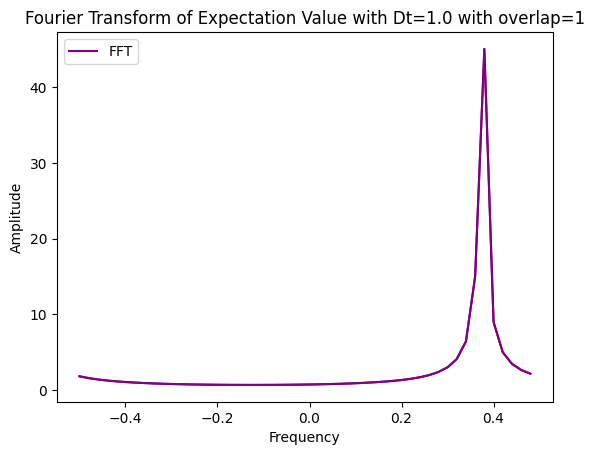 Fourier Transform of Expectation Value with Dt=1.0 with overlap=1
FFT
Amplitude
40
30
20
10
0
−0.4 −0.2 0.0 0.2 0.4
Frequency